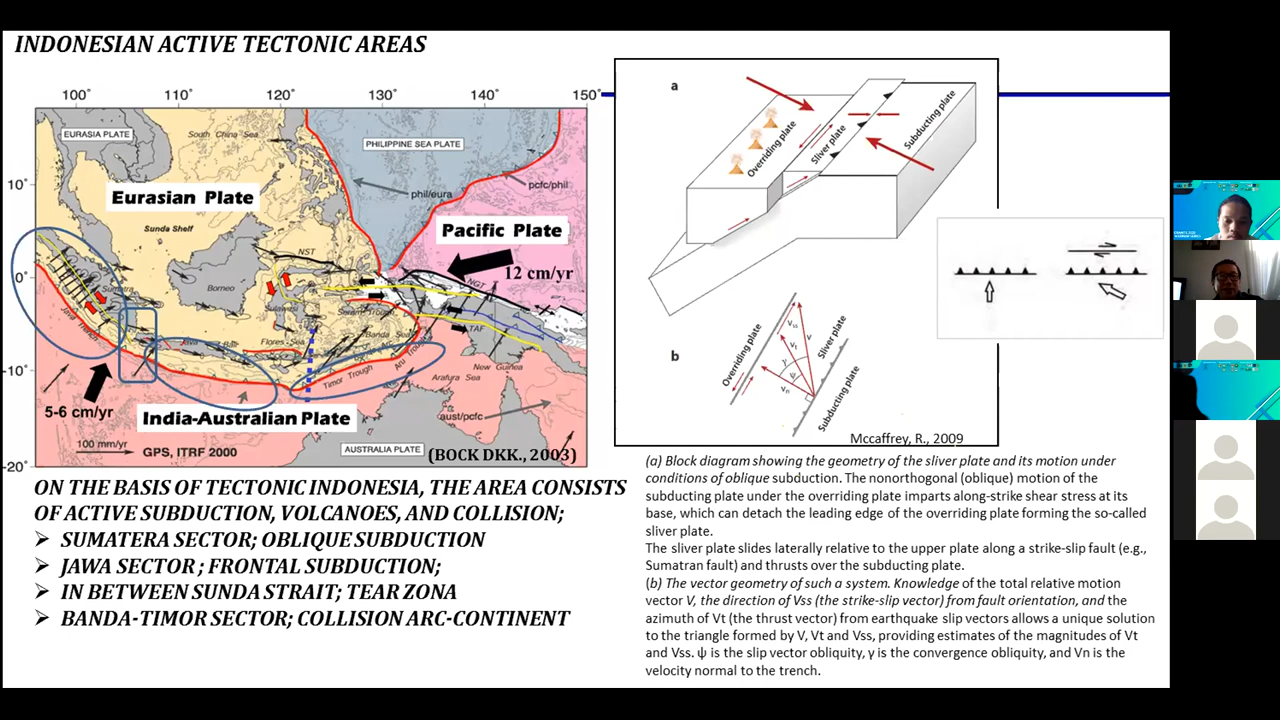 INDONESIAN ACTIVE TECTONIC AREAS
100° 110° 120° 130° 140° 150°
EURASIA PLATE
South China Sea
PHILIPPINE SEA PLATE
10°
Eurasian Plate
phil/eura
pcfc/phil
Sunda Shelf
Pacific Plate
NST
12 cm/yr
0°
Sumatra
Borneo
NGT
Sulawesi
Seram Trough
Java Trench
TAF
Java
Bali
Flores Sea
Banda Sea
-10°
Timor Trough
Aru Trough
New Guinea
Arafura Sea
5-6 cm/yr
India-Australian Plate
aust/pcfc
100 mm/yr
GPS, ITRF 2000
AUSTRALIA PLATE
(BOCK DKK., 2003)
-20°
ON THE BASIS OF TECTONIC INDONESIA, THE AREA CONSISTS
OF ACTIVE SUBDUCTION, VOLCANOES, AND COLLISION;
➢ SUMATERA SECTOR; OBLIQUE SUBDUCTION
➢ JAWA SECTOR ; FRONTAL SUBDUCTION;
➢ IN BETWEEN SUNDA STRAIT; TEAR ZONA
➢ BANDA-TIMOR SECTOR; COLLISION ARC-CONTINENT
a
Overriding plate
Sliver plate
Subducting plate
b
Overriding plate
Sliver plate
Subducting plate
Vss
V
Vt
γ
ψ
Vn
Mccaffrey, R., 2009
(a) Block diagram showing the geometry of the sliver plate and its motion under
conditions of oblique subduction. The nonorthogonal (oblique) motion of the
subducting plate under the overriding plate imparts along-strike shear stress at its
base, which can detach the leading edge of the overriding plate forming the so-called
sliver plate.
The sliver plate slides laterally relative to the upper plate along a strike-slip fault (e.g.,
Sumatran fault) and thrusts over the subducting plate.
(b) The vector geometry of such a system. Knowledge of the total relative motion
vector V, the direction of Vss (the strike-slip vector) from fault orientation, and the
azimuth of Vt (the thrust vector) from earthquake slip vectors allows a unique solution
to the triangle formed by V, Vt and Vss, providing estimates of the magnitudes of Vt
and Vss. ψ is the slip vector obliquity, γ is the convergence obliquity, and Vn is the
velocity normal to the trench.